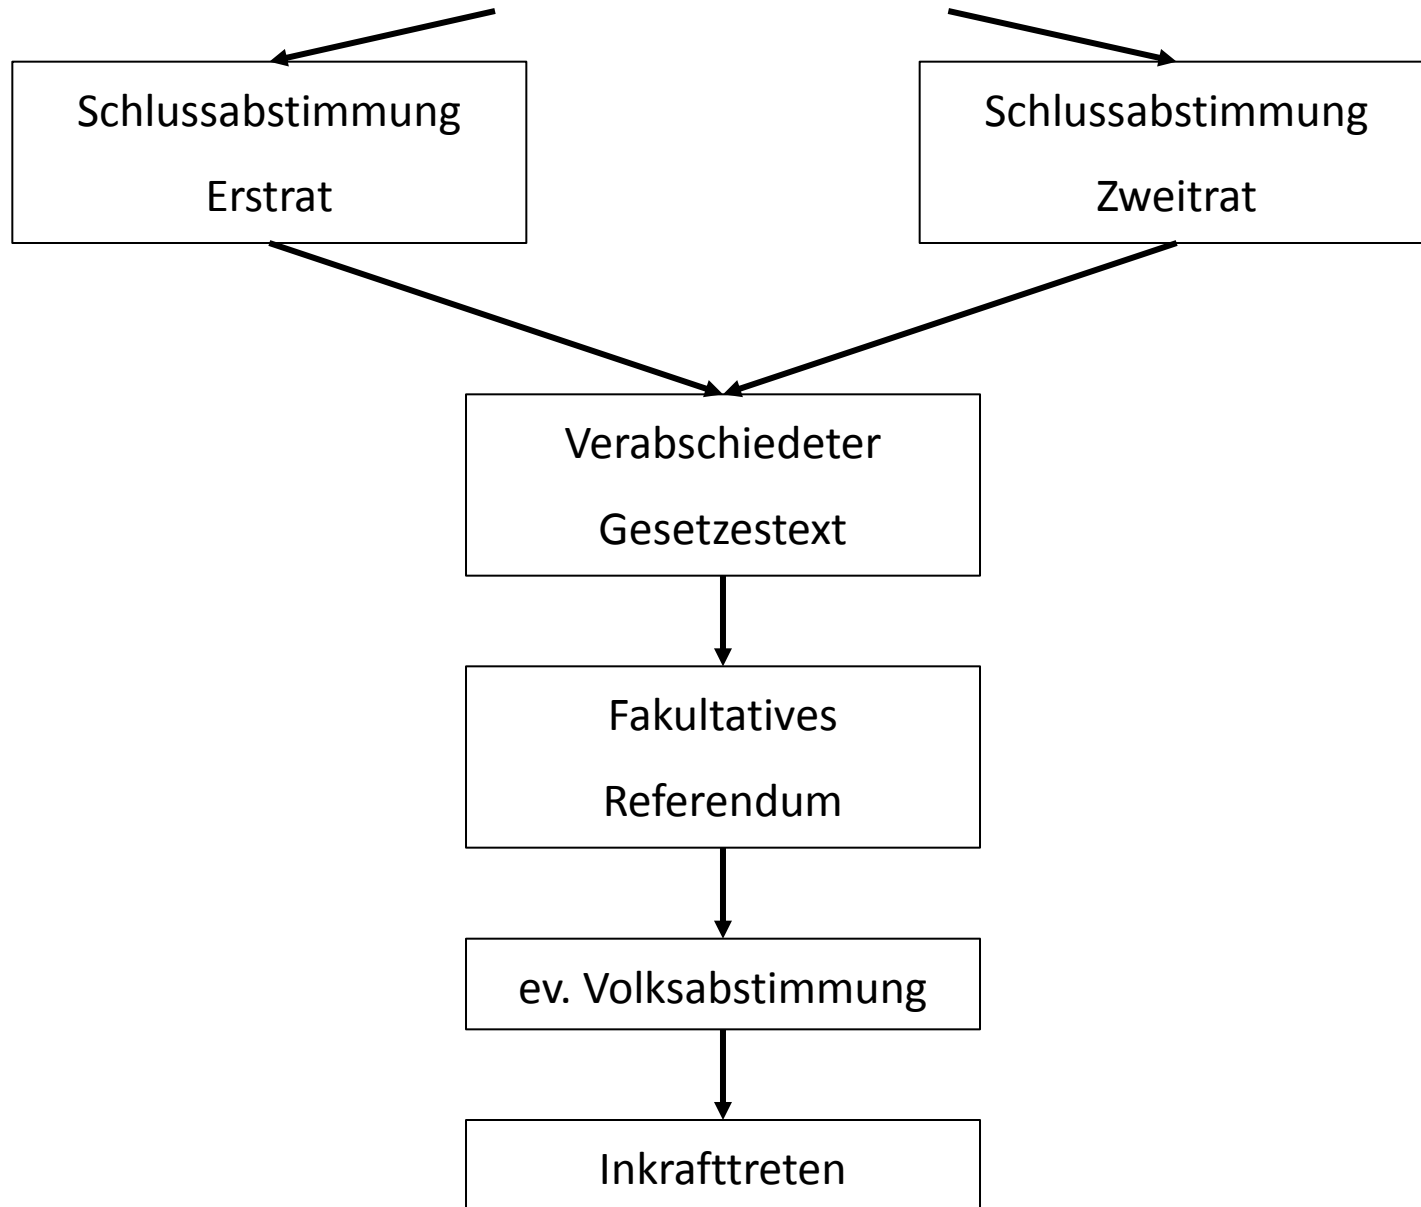 Schlussabstimmung
Erstrat
Schlussabstimmung
Zweitrat
Verabschiedeter
Gesetzestext
Fakultatives
Referendum
ev. Volksabstimmung
Inkrafttreten